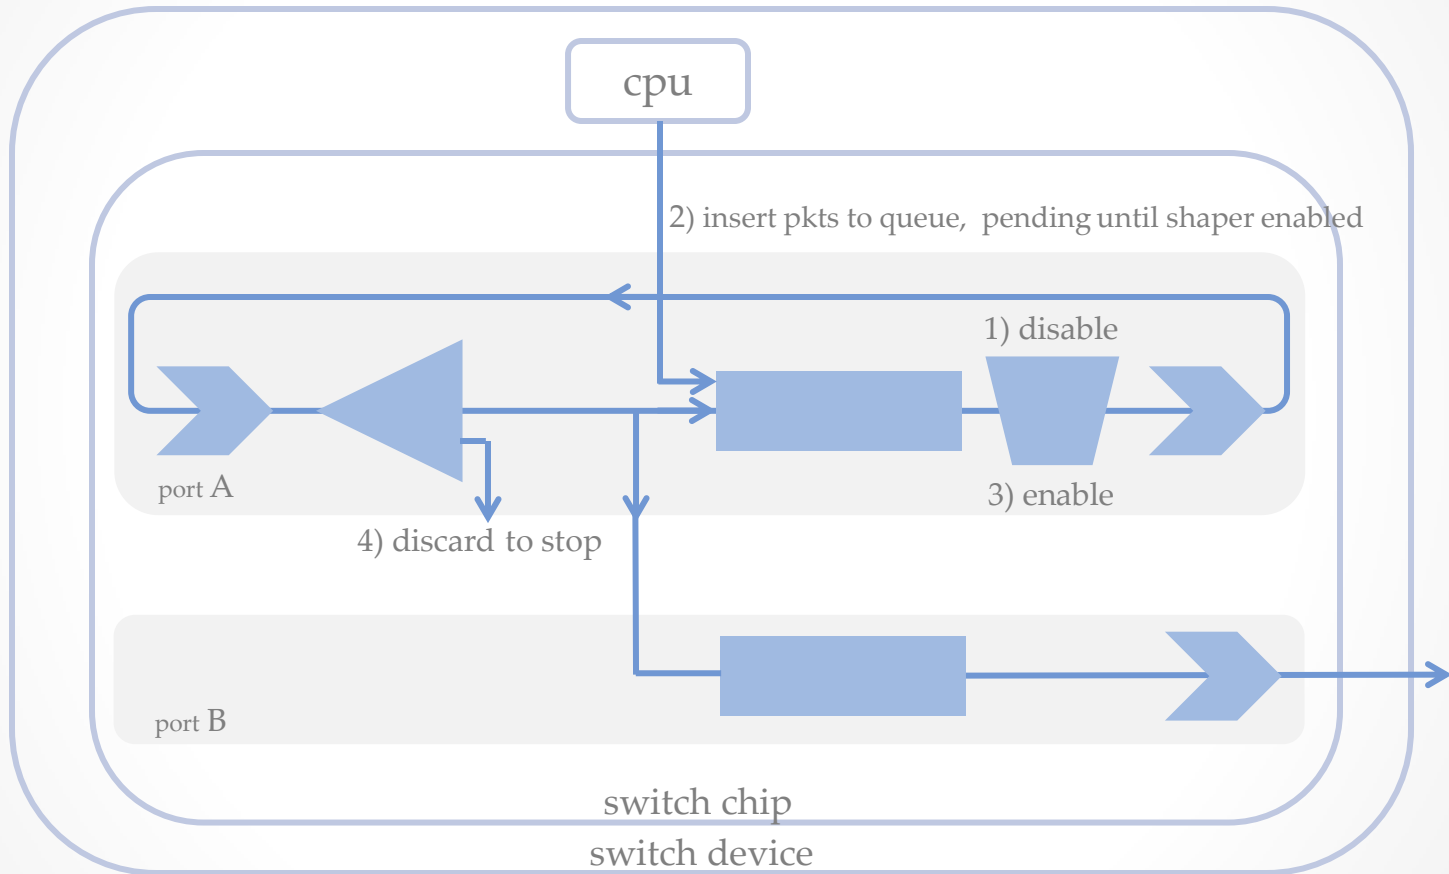 cpu
2) insert pkts to queue, pending until shaper enabled
1) disable
port A
3) enable
4) discard to stop
port B
switch chip
switch device